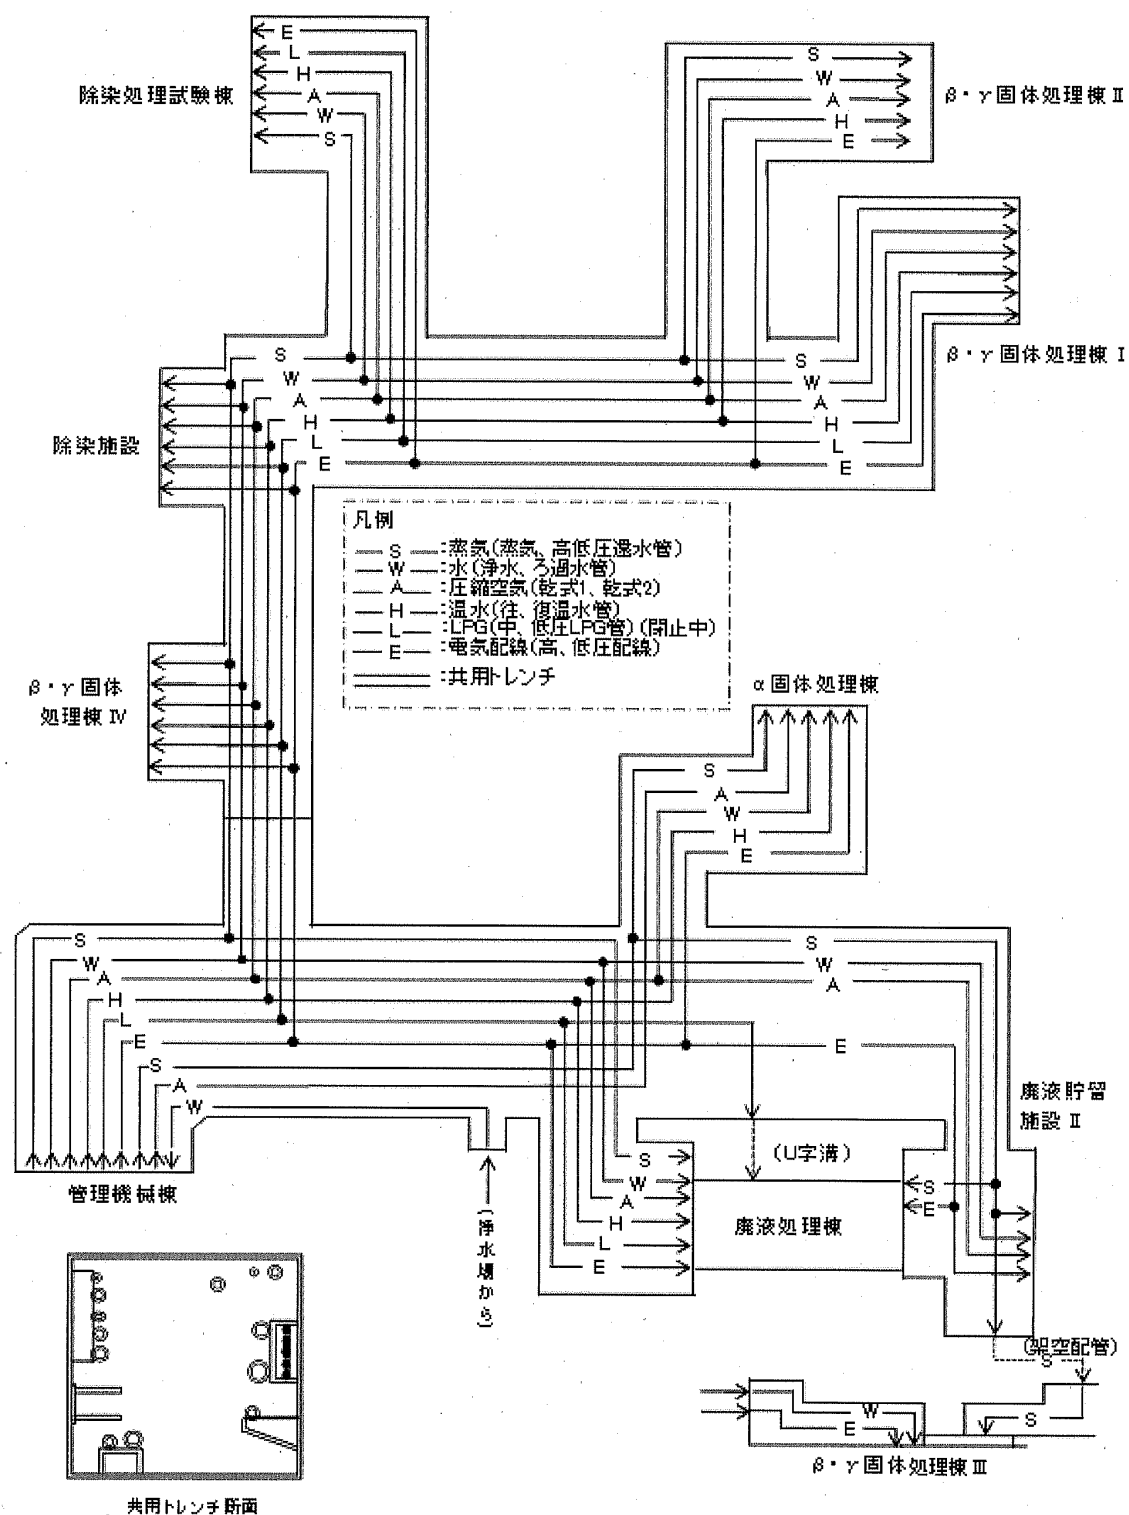 E
L
H
A
W
S
除染処理試験棟
S
W
A
H
E
β・γ固体処理棟Ⅱ
β・γ固体処理棟Ⅰ
S
W
A
H
L
E
S
W
A
H
L
E
除染施設
凡例
S :蒸気(蒸気、高低圧還水管)
W :水(浄水、ろ過水管)
A :圧縮空気(乾式1、乾式2)
H :温水(往、復温水管)
L :LPG(中、低圧LPG管)(閉止中)
E :電気配線(高、低圧配線)
:共用トレンチ
β・γ固体
処理棟Ⅳ
α固体処理棟
S
A
W
H
E
S
W
A
H
L
E
S
A
W
S
W
A
E
廃液貯留
施設Ⅱ
管理機械棟
(浄水場から)
S
W
A
H
L
E
(U字溝)
廃液処理棟
S
E
(架空配管)
S
W
E
S
β・γ固体処理棟Ⅲ
共用トレンチ断面